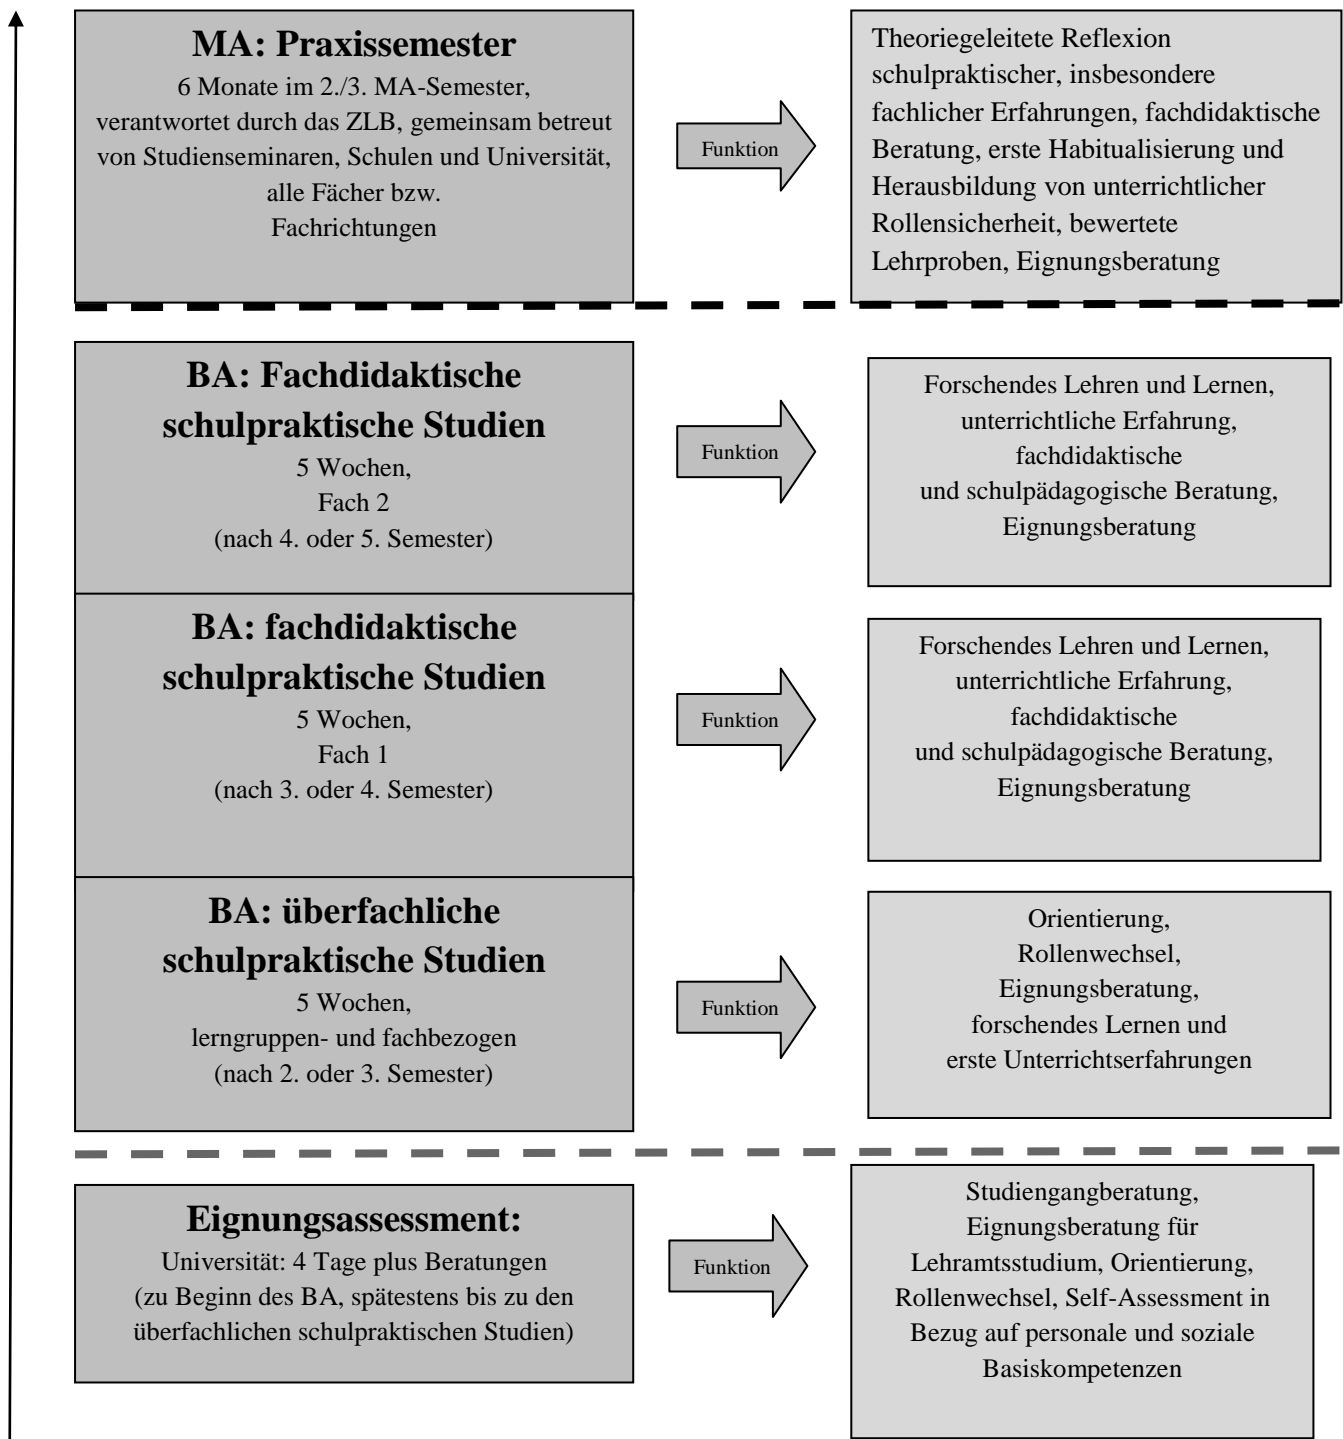 MA: Praxissemester
6 Monate im 2./3. MA-Semester,
verantwortet durch das ZLB, gemeinsam betreut
von Studienseminaren, Schulen und Universität,
alle Fächer bzw.
Fachrichtungen
Funktion
Theoriegeleitete Reflexion
schulpraktischer, insbesondere
fachlicher Erfahrungen, fachdidaktische
Beratung, erste Habitualisierung und
Herausbildung von unterrichtlicher
Rollensicherheit, bewertete
Lehrproben, Eignungsberatung
BA: Fachdidaktische
schulpraktische Studien
5 Wochen,
Fach 2
(nach 4. oder 5. Semester)
Funktion
Forschendes Lehren und Lernen,
unterrichtliche Erfahrung,
fachdidaktische
und schulpädagogische Beratung,
Eignungsberatung
BA: fachdidaktische
schulpraktische Studien
5 Wochen,
Fach 1
(nach 3. oder 4. Semester)
Funktion
Forschendes Lehren und Lernen,
unterrichtliche Erfahrung,
fachdidaktische
und schulpädagogische Beratung,
Eignungsberatung
BA: überfachliche
schulpraktische Studien
5 Wochen,
lerngruppen- und fachbezogen
(nach 2. oder 3. Semester)
Funktion
Orientierung,
Rollenwechsel,
Eignungsberatung,
forschendes Lernen und
erste Unterrichtserfahrungen
Eignungsassessment:
Universität: 4 Tage plus Beratungen
(zu Beginn des BA, spätestens bis zu den
überfachlichen schulpraktischen Studien)
Funktion
Studiengangberatung,
Eignungsberatung für
Lehramtsstudium, Orientierung,
Rollenwechsel, Self-Assessment in
Bezug auf personale und soziale
Basiskompetenzen